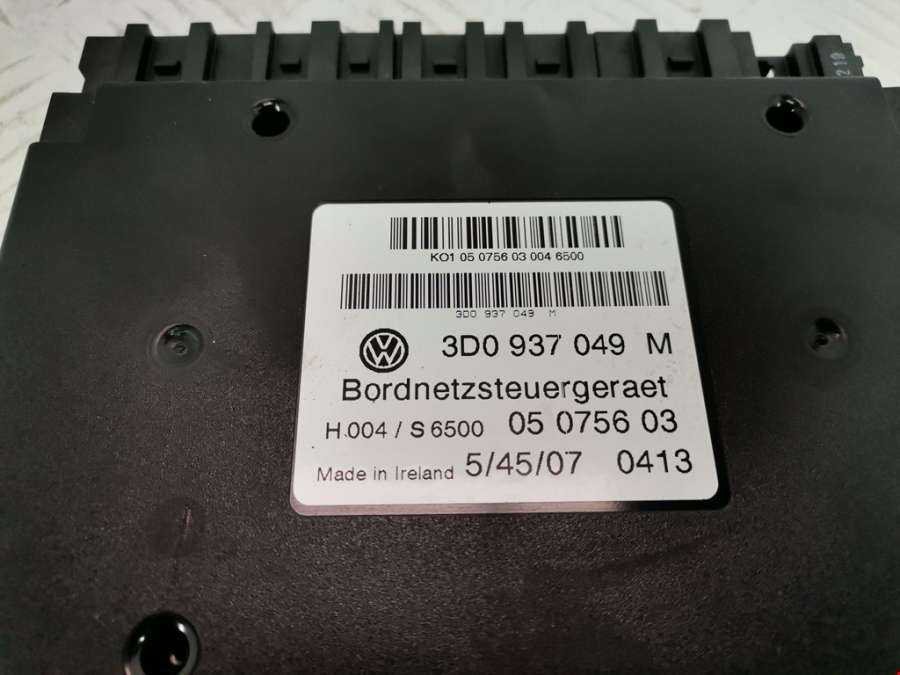 219
KO1 05 0756 03 004 6500
3D0 937 049 M
3D0 937 049 M
Bordnetzsteuergeraet
H.004 / S 6500 05 0756 03
Made in Ireland 5/45/07 0413